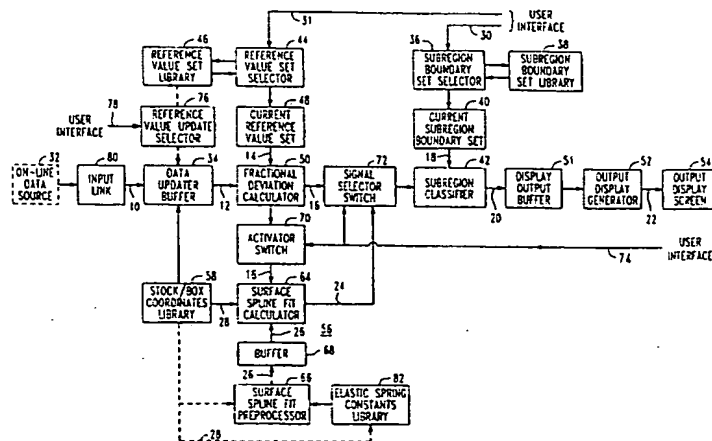 31
USER
INTERFACE
30
46
REFERENCE
VALUE SET
LIBRARY
44
REFERENCE
VALUE SET
SELECTOR
36
SUBREGION
BOUNDARY
SET SELECTOR
38
SUBREGION
BOUNDARY
SET LIBRARY
USER
INTERFACE
78
76
REFERENCE
VALUE UPDATE
SELECTOR
48
CURRENT
REFERENCE
VALUE SET
40
CURRENT
SUBREGION
BOUNDARY SET
32
ON-LINE
DATA
SOURCE
80
INPUT
LINK
10
34
DATA
UPDATER
BUFFER
12
14
50
FRACTIONAL
DEVIATION
CALCULATOR
16
72
SIGNAL
SELECTOR
SWITCH
18
42
SUBREGION
CLASSIFIER
20
51
DISPLAY
OUTPUT
BUFFER
52
OUTPUT
DISPLAY
GENERATOR
22
54
OUTPUT
DISPLAY
SCREEN
70
ACTIVATOR
SWITCH
74
USER
INTERFACE
15
58
STOCK/BOX
COORDINATES
LIBRARY
28
64
SURFACE
SPLINE FIT
CALCULATOR
24
26
56
BUFFER
68
26
66
SURFACE
SPLINE FIT
PREPROCESSOR
82
ELASTIC SPRING
CONSTANTS
LIBRARY
28